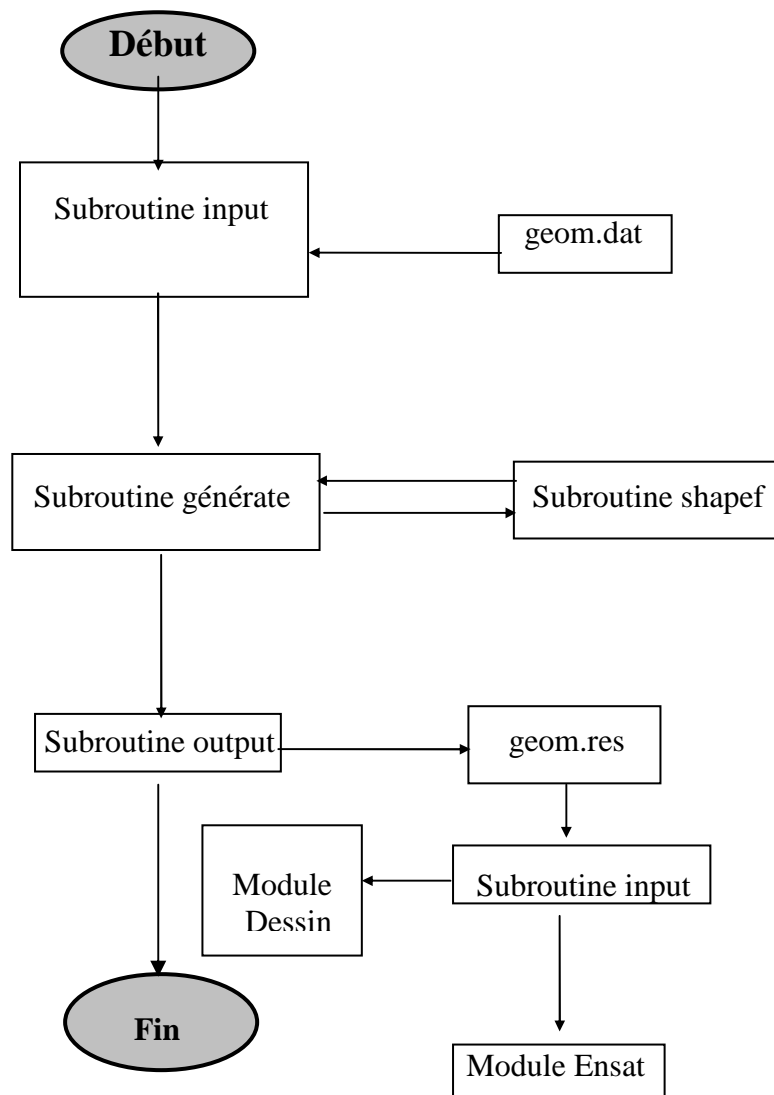 Début
Subroutine input
geom.dat
Subroutine générate
Subroutine shapef
Subroutine output
geom.res
Module
Dessin
Subroutine input
Fin
Module Ensat